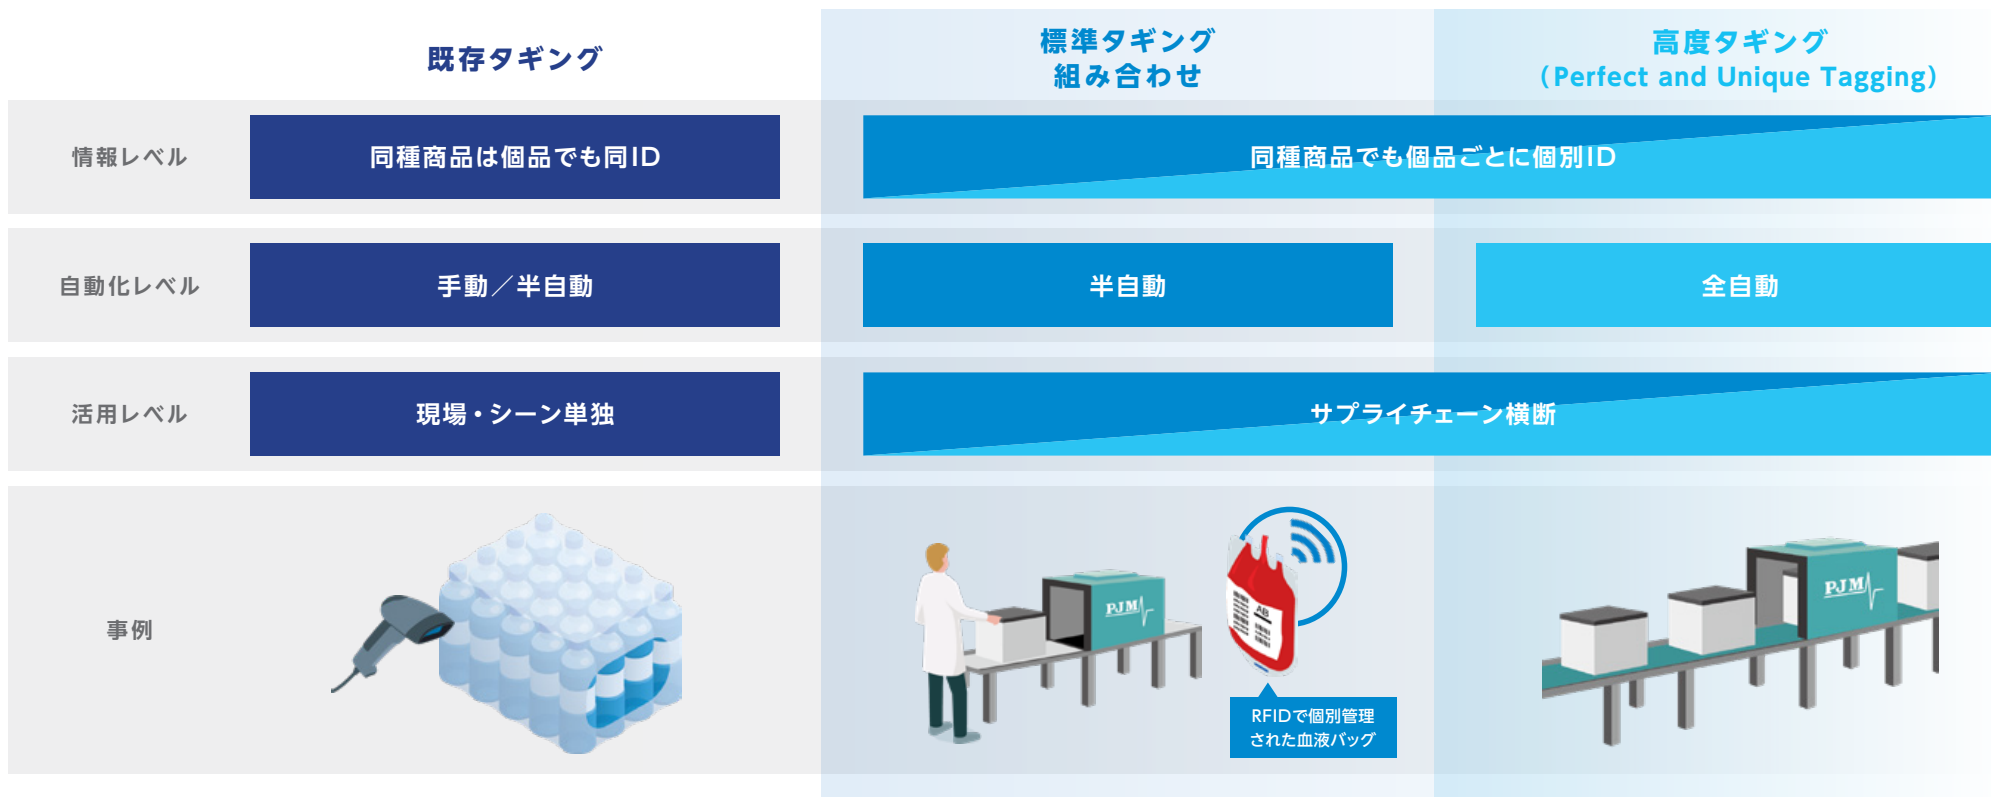 既存タギング
標準タギング
組み合わせ
高度タギング
（Perfect and Unique Tagging）
情報レベル
同種商品は個品でも同ID
同種商品でも個品ごとに個別ID
自動化レベル
手動／半自動
半自動
全自動
活用レベル
現場・シーン単独
サプライチェーン横断
事例
PJM
AB
RFIDで個別管理
された血液バッグ
PJM